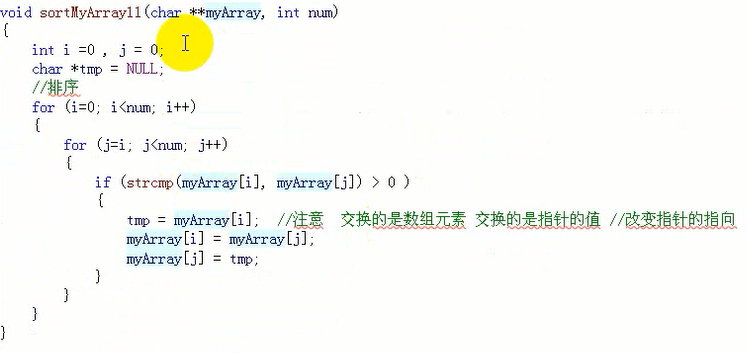 void sortMyArray11(char **myArray, int num)
{
    int i =0 , j = 0;
    char *tmp = NULL;
    //排序
    for (i=0; i<num; i++)
    {
        for (j=i; j<num; j++)
        {
            if (strcmp(myArray[i], myArray[j]) > 0 )
            {
                tmp = myArray[i];  //注意  交换的是数组元素 交换的是指针的值 //改变指针的指向
                myArray[i] = myArray[j];
                myArray[j] = tmp;
            }
        }
    }
}